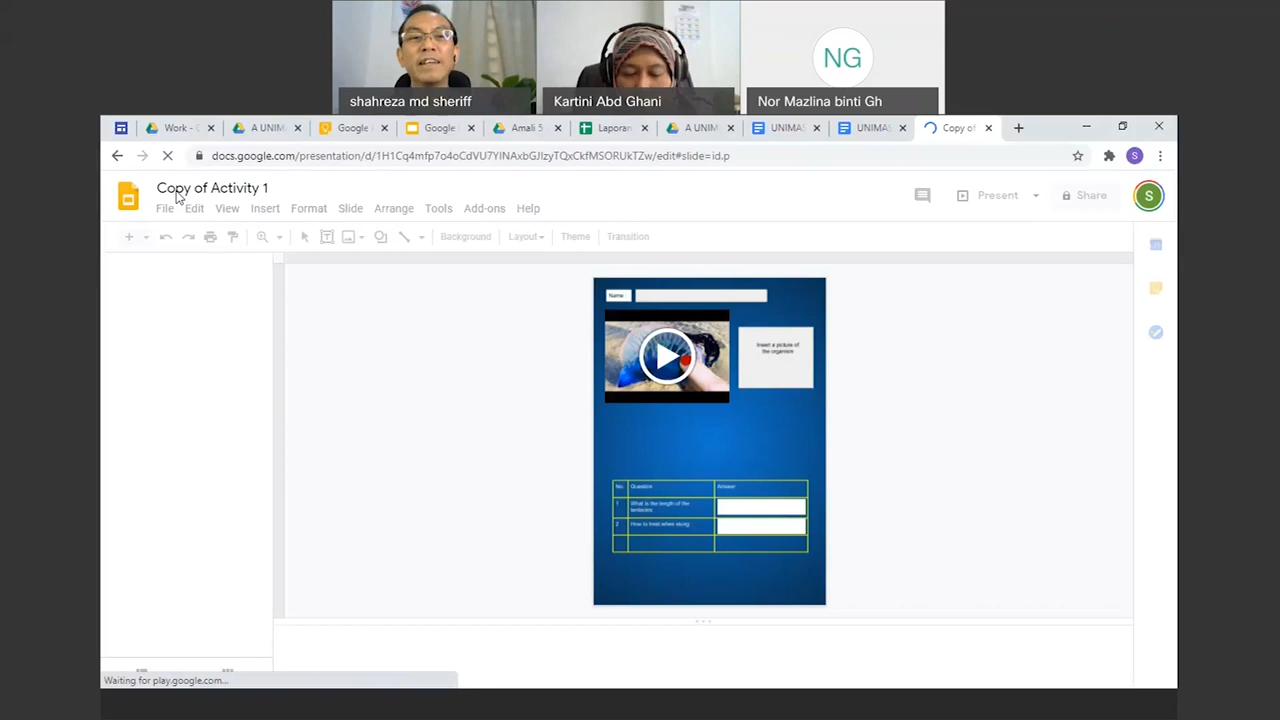 NG
shahreza md sheriff
Kartini Abd Ghani
Nor Mazlina binti Gh
Work - C
A UNIM
Google
Google
Amali 5
Laporan
A UNIM
UNIMAS
UNIMAS
Copy of
docs.google.com/presentation/d/1H1Cq4mfp7o4oCdVU7YlNAxbGJlzyTQxCkfMSORUkTZw/edit#slide=id.p
S
Copy of Activity 1
Present
Share
S
File Edit View Insert Format Slide Arrange Tools Add-ons Help
Background Layout Theme Transition
Name :
Insert a picture of
the organism
No. Question Answer
1 What is the length of the
tentacles
2 How to treat when stung
Waiting for play.google.com...